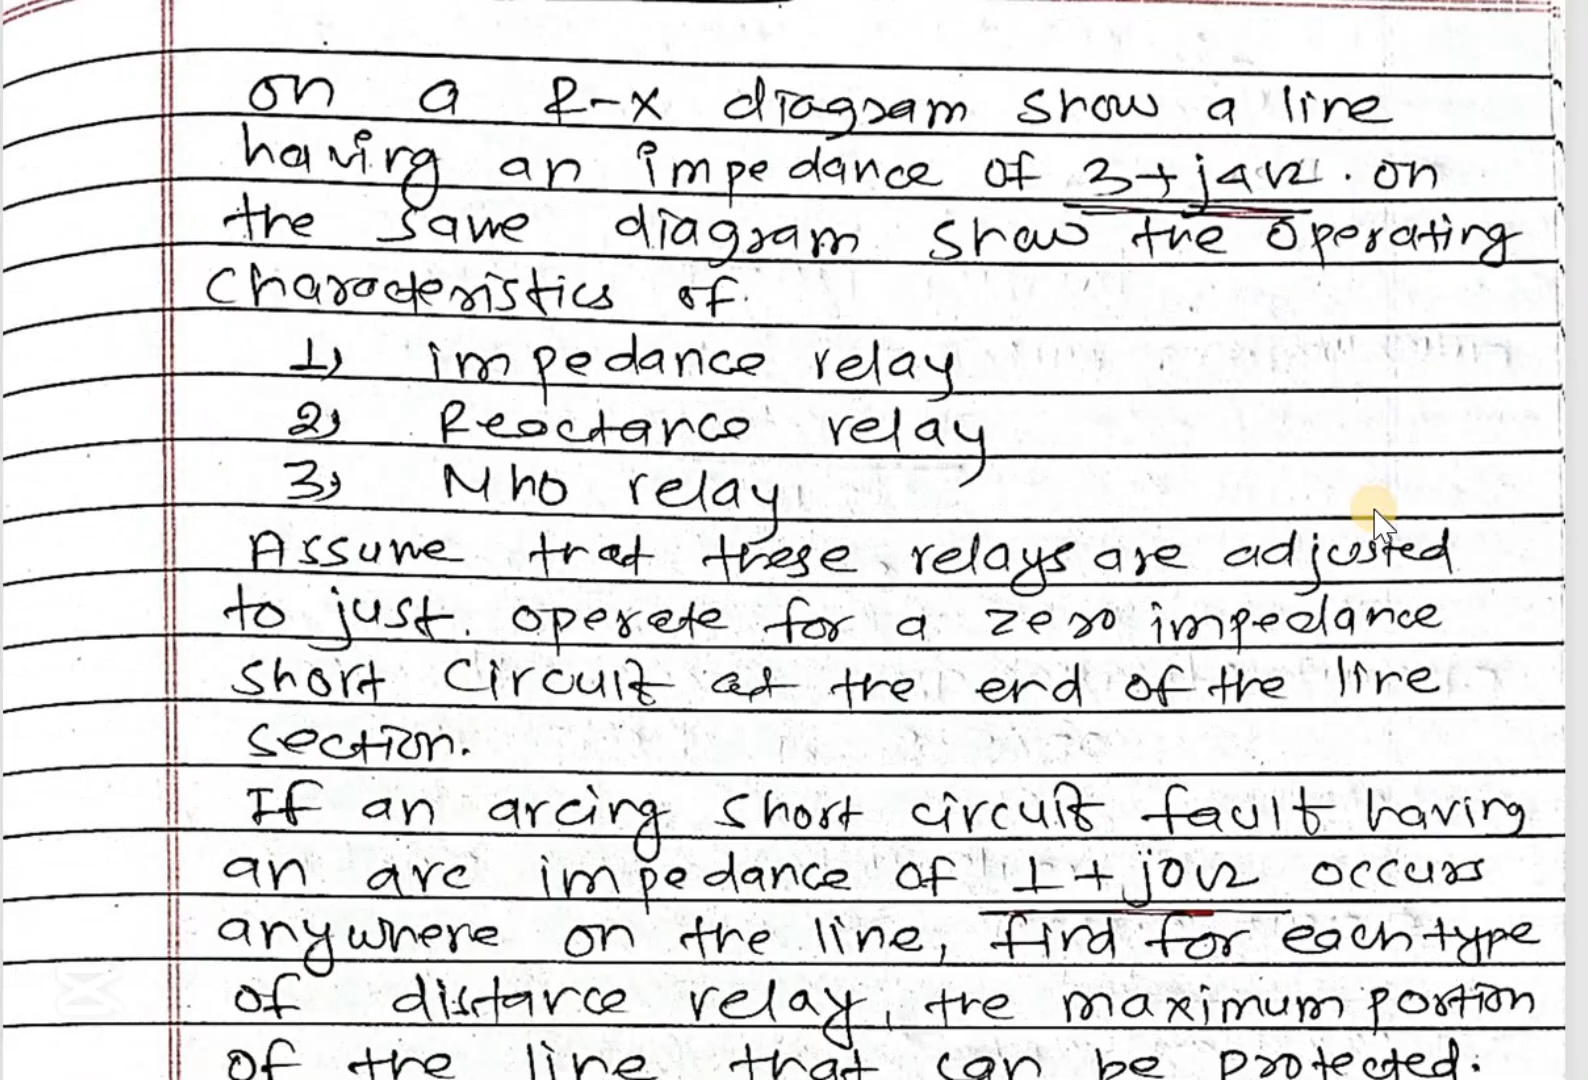 on a R-X diagram show a line
having an impedance of 3+j4Ω. on
the same diagram show the operating
characteristics of.
1) impedance relay
2) Reactance relay
3) Mho relay
Assume that these relays are adjusted
to just. operate for a zero impedance
short circuit at the end of the line
section.
If an arcing short circuit fault having
an arc impedance of 1+j0Ω occurs
anywhere on the line, find for each type
of distance relay, the maximum portion
of the line that can be protected.